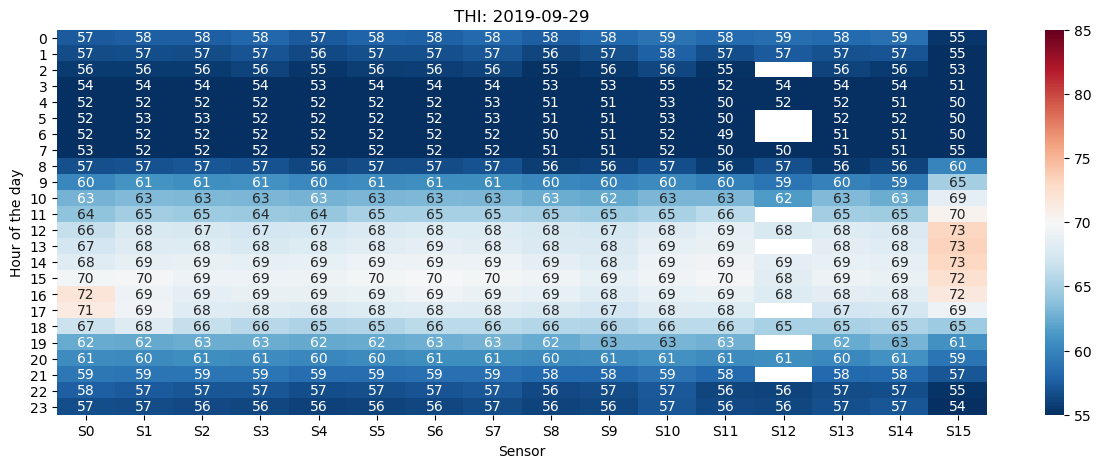 THI: 2019-09-29
0 57 58 58 58 57 58 58 58 58 58 59 58 59 58 59 55
1 57 57 57 57 56 57 57 57 56 57 58 57 57 57 57 55
2 56 56 56 56 55 56 56 56 55 56 56 55 56 56 53
3 54 54 54 54 53 54 54 54 53 53 55 52 54 54 54 51
4 52 52 52 52 52 52 52 53 51 51 53 50 52 52 51 50
5 52 53 53 52 52 52 52 53 51 51 53 50 52 52 50
6 52 52 52 52 52 52 52 52 50 51 52 49 51 51 50
7 53 52 52 52 52 52 52 52 51 51 52 50 50 51 51 55
8 57 57 57 57 56 57 57 57 56 56 57 56 57 56 56 60
9 60 61 61 61 60 61 61 61 60 60 60 60 59 60 59 65
10 63 63 63 63 63 63 63 63 63 62 63 63 62 63 63 69
11 64 65 65 64 64 65 65 65 65 65 65 66 65 65 70
12 66 68 67 67 67 68 68 68 68 67 68 69 68 68 68 73
13 67 68 68 68 68 68 69 68 68 68 69 69 68 68 73
14 68 69 69 69 69 69 69 69 69 68 69 69 69 69 69 73
15 70 70 69 69 69 70 70 70 69 69 69 70 68 69 69 72
16 72 69 69 69 69 69 69 69 69 68 69 69 68 68 68 72
17 71 69 68 68 68 68 68 68 68 67 68 68 67 67 69
18 67 68 66 66 65 65 66 66 66 66 66 66 65 65 65 65
19 62 62 63 63 62 62 63 63 62 63 63 63 62 63 61
20 61 60 61 61 60 60 61 61 60 61 61 61 61 60 61 59
21 59 59 59 59 59 59 59 59 58 58 59 58 58 58 57
22 58 57 57 57 57 57 57 57 56 57 57 56 56 57 57 55
23 57 57 56 56 56 56 56 57 56 56 57 56 56 57 57 54
S0 S1 S2 S3 S4 S5 S6 S7 S8 S9 S10 S11 S12 S13 S14 S15
Sensor
Hour of the day
85
80
75
70
65
60
55